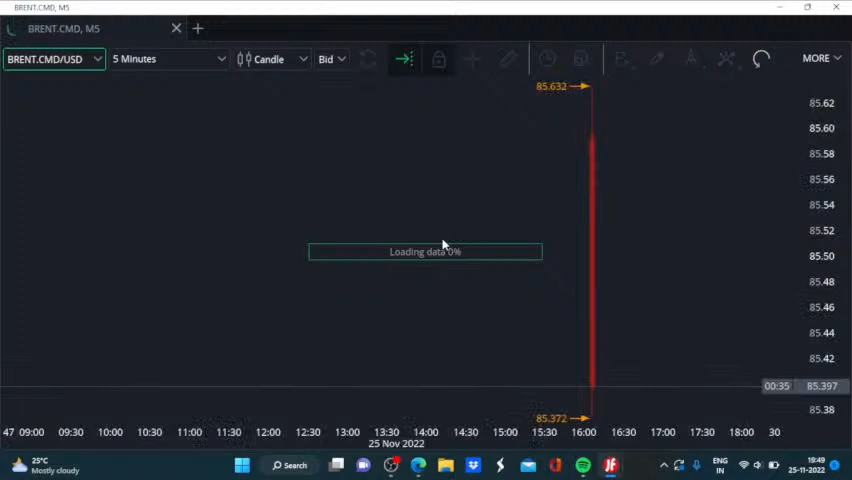 BRENT.CMD, M5
BRENT.CMD, M5
BRENT.CMD/USD 5 Minutes Candle Bid MORE
85.632
85.62
85.60
85.58
85.56
85.54
85.52
Loading data 0%
85.50
85.48
85.46
85.44
85.42
00:35 85.397
85.38
85.372
47 09:00 09:30 10:00 10:30 11:00 11:30 12:00 12:30 13:00 13:30 14:00 14:30 15:00 15:30 16:00 16:30 17:00 17:30 18:00 30
25 Nov 2022
25°C
Mostly cloudy
Search
JF
ENG
IN
19:49
25-11-2022